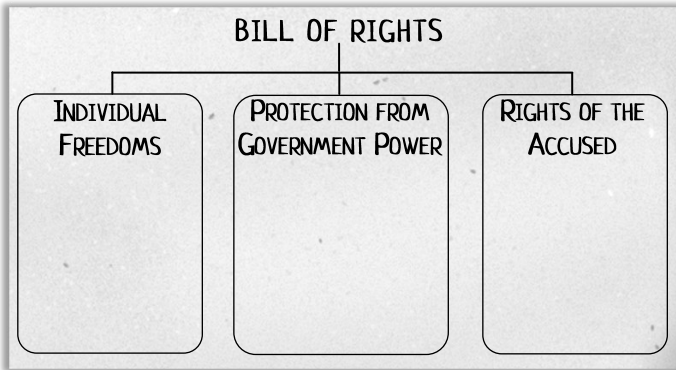 BILL OF RIGHTS
INDIVIDUAL
FREEDOMS
PROTECTION FROM
GOVERNMENT POWER
RIGHTS OF THE
ACCUSED